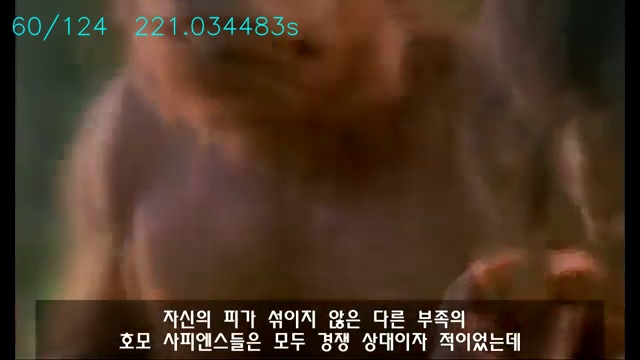 60/124 221.034483s
자신의 피가 섞이지 않은 다른 부족의
호모 사피엔스들은 모두 경쟁 상대이자 적이었는데